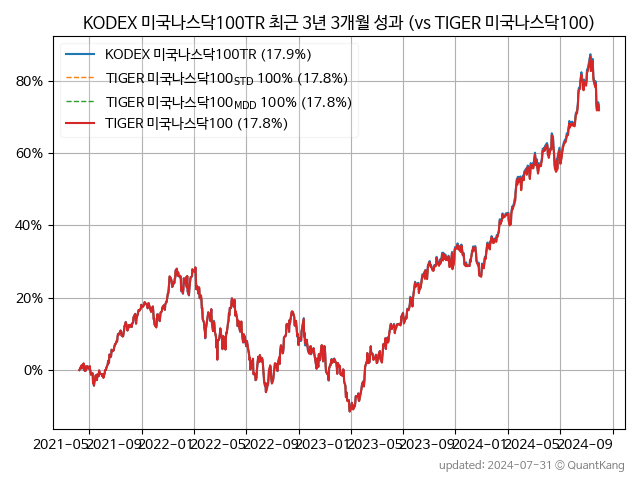 KODEX 미국나스닥100TR 최근 3년 3개월 성과 (vs TIGER 미국나스닥100)
KODEX 미국나스닥100TR (17.9%)
TIGER 미국나스닥100STD 100% (17.8%)
TIGER 미국나스닥100MDD 100% (17.8%)
TIGER 미국나스닥100 (17.8%)
80%
60%
40%
20%
0%
2021-05 2021-09 2022-01 2022-05 2022-09 2023-01 2023-05 2023-09 2024-01 2024-05 2024-09
updated: 2024-07-31 ⓒ QuantKang